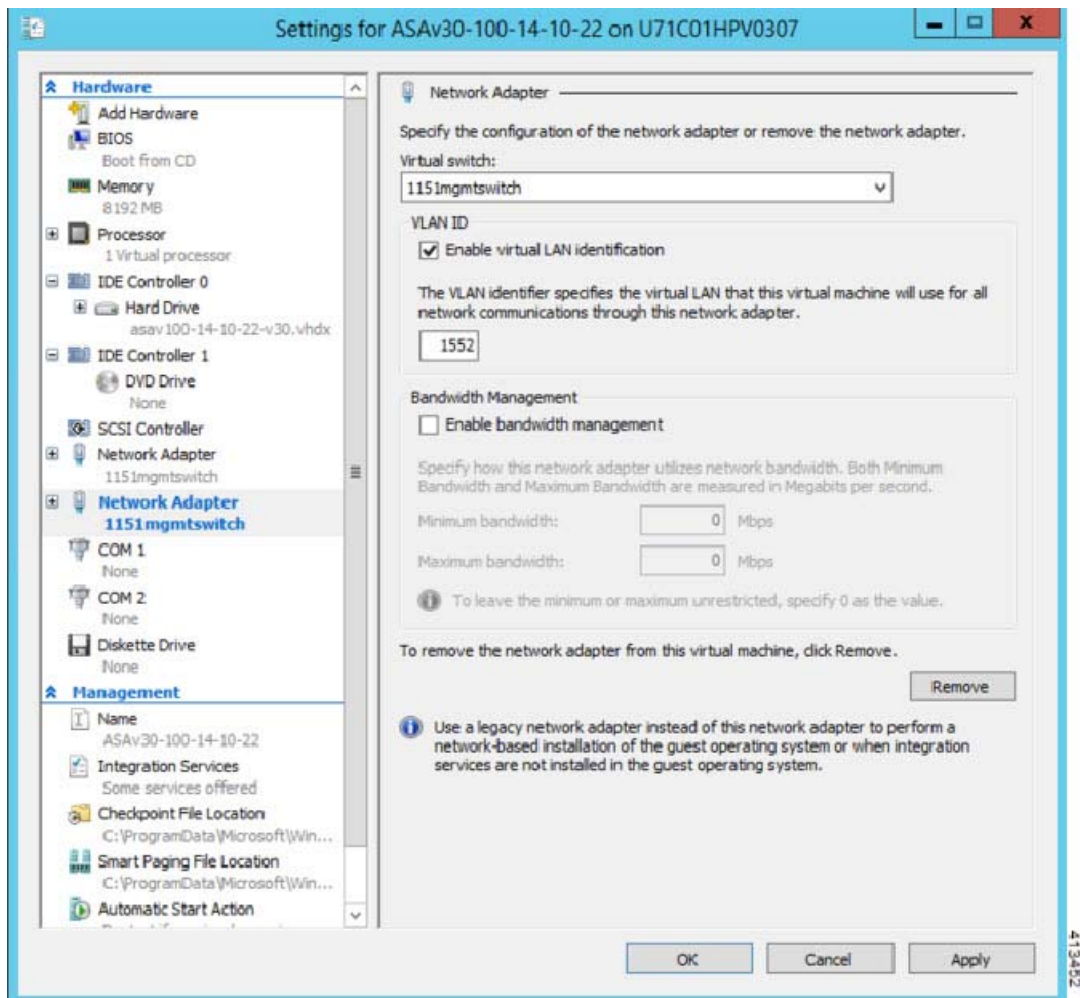 Settings for ASAv30-100-14-10-22 on U71C01HPV0307
Hardware
Add Hardware
BIOS
Boot from CD
Memory
8192 MB
Processor
1 Virtual processor
IDE Controller 0
Hard Drive
asav100-14-10-22-v30.vhdx
IDE Controller 1
DVD Drive
None
SCSI Controller
Network Adapter
1151mgmtswitch
Network Adapter
1151mgmtswitch
COM 1
None
COM 2
None
Diskette Drive
None
Management
Name
ASAv30-100-14-10-22
Integration Services
Some services offered
Checkpoint File Location
C:\ProgramData\Microsoft\Win...
Smart Paging File Location
C:\ProgramData\Microsoft\Win...
Automatic Start Action
Network Adapter
Specify the configuration of the network adapter or remove the network adapter.
Virtual switch:
1151mgmtswitch
VLAN ID
Enable virtual LAN identification
The VLAN identifier specifies the virtual LAN that this virtual machine will use for all
network communications through this network adapter.
1552
Bandwidth Management
Enable bandwidth management
Specify how this network adapter utilizes network bandwidth. Both Minimum
Bandwidth and Maximum Bandwidth are measured in Megabits per second.
Minimum bandwidth:
0 Mbps
Maximum bandwidth:
0 Mbps
To leave the minimum or maximum unrestricted, specify 0 as the value.
To remove the network adapter from this virtual machine, click Remove.
Remove
Use a legacy network adapter instead of this network adapter to perform a
network-based installation of the guest operating system or when integration
services are not installed in the guest operating system.
OK
Cancel
Apply
413452